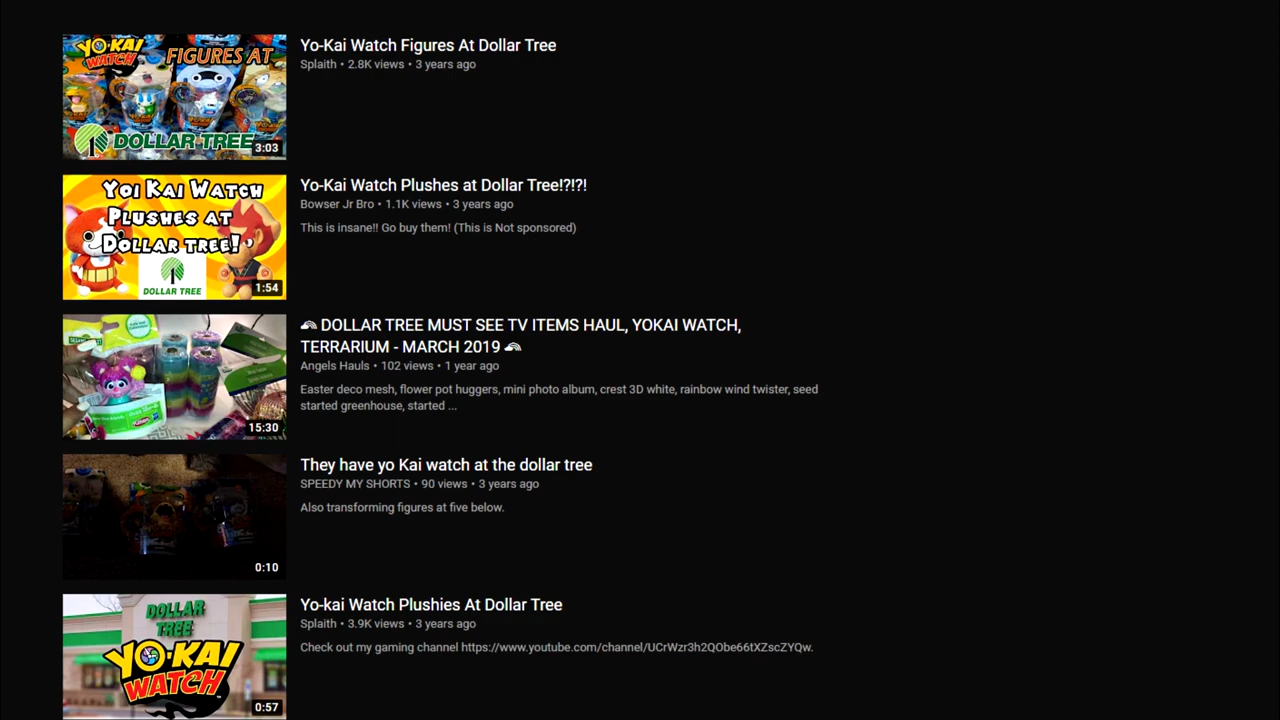 YO-KAI WATCH
FIGURES AT
DOLLAR TREE
3:03
Yo-Kai Watch Figures At Dollar Tree
Splaith • 2.8K views • 3 years ago
YOI KAI WATCH
PLUSHES AT
DOLLAR TREE!
DOLLAR TREE
1:54
Yo-Kai Watch Plushes at Dollar Tree!?!?!
Bowser Jr Bro • 1.1K views • 3 years ago
This is insane!! Go buy them! (This is Not sponsored)
15:30
DOLLAR TREE MUST SEE TV ITEMS HAUL, YOKAI WATCH,
TERRARIUM - MARCH 2019
Angels Hauls • 102 views • 1 year ago
Easter deco mesh, flower pot huggers, mini photo album, crest 3D white, rainbow wind twister, seed
started greenhouse, started ...
0:10
They have yo Kai watch at the dollar tree
SPEEDY MY SHORTS • 90 views • 3 years ago
Also transforming figures at five below.
DOLLAR
TREE
YO-KAI
WATCH
0:57
Yo-kai Watch Plushies At Dollar Tree
Splaith • 3.9K views • 3 years ago
Check out my gaming channel https://www.youtube.com/channel/UCrWzr3h2QObe66tXZscZYQw.